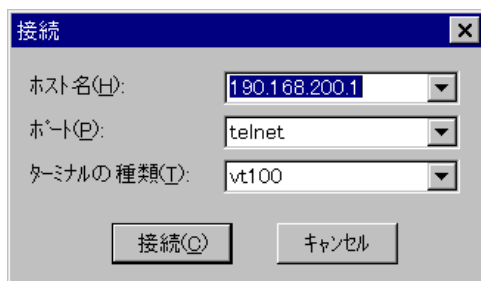 接続
ホスト名(H):
190.168.200.1
ﾎﾟｰﾄ(P):
telnet
ﾀｰﾐﾅﾙの種類(T):
vt100
接続(C)
ｷｬﾝｾﾙ